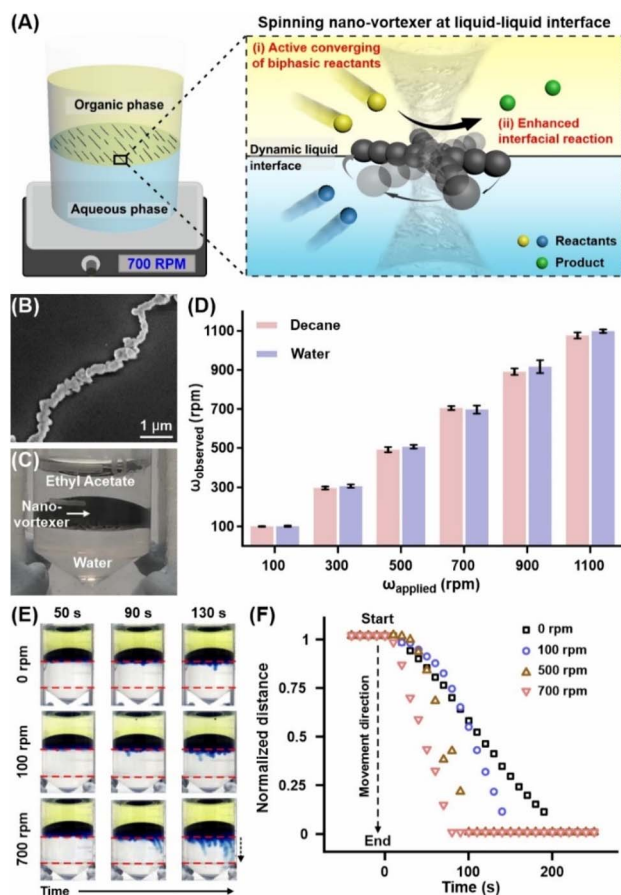 (A)
Organic phase
Aqueous phase
700 RPM
Spinning nano-vortexer at liquid-liquid interface
(i) Active converging
of biphasic reactants
(ii) Enhanced
interfacial reaction
Dynamic liquid
interface
Reactants
Product
(B)
1 μm
(C)
Ethyl Acetate
Nano-
vortexer
Water
(D)
Decane
Water
ω observed (rpm)
1100
900
700
500
300
100
100 300 500 700 900 1100
ω applied (rpm)
(E)
50 s 90 s 130 s
0 rpm
100 rpm
700 rpm
Time
(F)
Start
0 rpm
100 rpm
500 rpm
700 rpm
Normalized distance
Movement direction
1
0.75
0.5
0.25
0
End
0 100 200
Time (s)